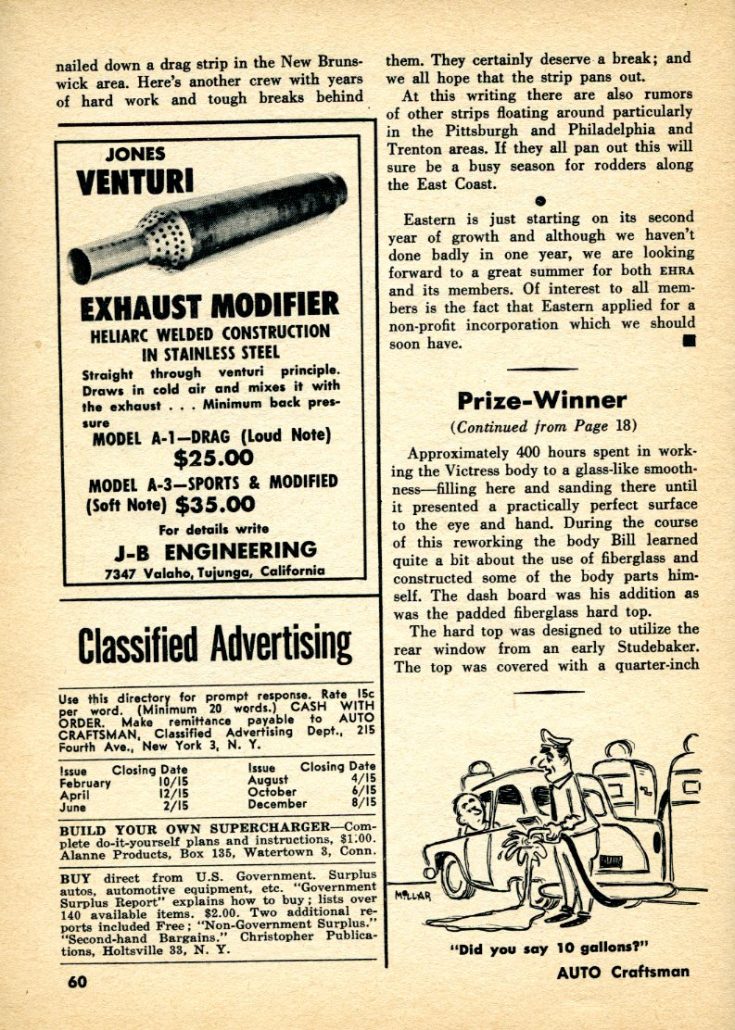 nailed down a drag strip in the New Bruns-
wick area. Here's another crew with years
of hard work and tough breaks behind
JONES
VENTURI
EXHAUST MODIFIER
HELIARC WELDED CONSTRUCTION
IN STAINLESS STEEL
Straight through venturi principle.
Draws in cold air and mixes it with
the exhaust . . . Minimum back pres-
sure
MODEL A-1—DRAG (Loud Note)
$25.00
MODEL A-3—SPORTS & MODIFIED
(Soft Note) $35.00
For details write
J-B ENGINEERING
7347 Valaho, Tujunga, California
Classified Advertising
Use this directory for prompt response. Rate 15c
per word. (Minimum 20 words.) CASH WITH
ORDER. Make remittance payable to AUTO
CRAFTSMAN, Classified Advertising Dept., 215
Fourth Ave., New York 3, N. Y.
Issue Closing Date Issue Closing Date
February 10/15 August 4/15
April 12/15 October 6/15
June 2/15 December 8/15
BUILD YOUR OWN SUPERCHARGER—Com-
plete do-it-yourself plans and instructions, $1.00.
Alanne Products, Box 135, Watertown 3, Conn.
BUY direct from U.S. Government. Surplus
autos, automotive equipment, etc. "Government
Surplus Report" explains how to buy; lists over
140 available items. $2.00. Two additional re-
ports included Free; "Non-Government Surplus."
"Second-hand Bargains." Christopher Publica-
tions, Holtsville 33, N. Y.
60
them. They certainly deserve a break; and
we all hope that the strip pans out.
At this writing there are also rumors
of other strips floating around particularly
in the Pittsburgh and Philadelphia and
Trenton areas. If they all pan out this will
sure be a busy season for rodders along
the East Coast.
Eastern is just starting on its second
year of growth and although we haven't
done badly in one year, we are looking
forward to a great summer for both EHRA
and its members. Of interest to all mem-
bers is the fact that Eastern applied for a
non-profit incorporation which we should
soon have.
Prize-Winner
(Continued from Page 18)
Approximately 400 hours spent in work-
ing the Victress body to a glass-like smooth-
ness—filling here and sanding there until
it presented a practically perfect surface
to the eye and hand. During the course
of this reworking the body Bill learned
quite a bit about the use of fiberglass and
constructed some of the body parts him-
self. The dash board was his addition as
was the padded fiberglass hard top.
The hard top was designed to utilize the
rear window from an early Studebaker.
The top was covered with a quarter-inch
MILLAR
"Did you say 10 gallons?"
AUTO Craftsman